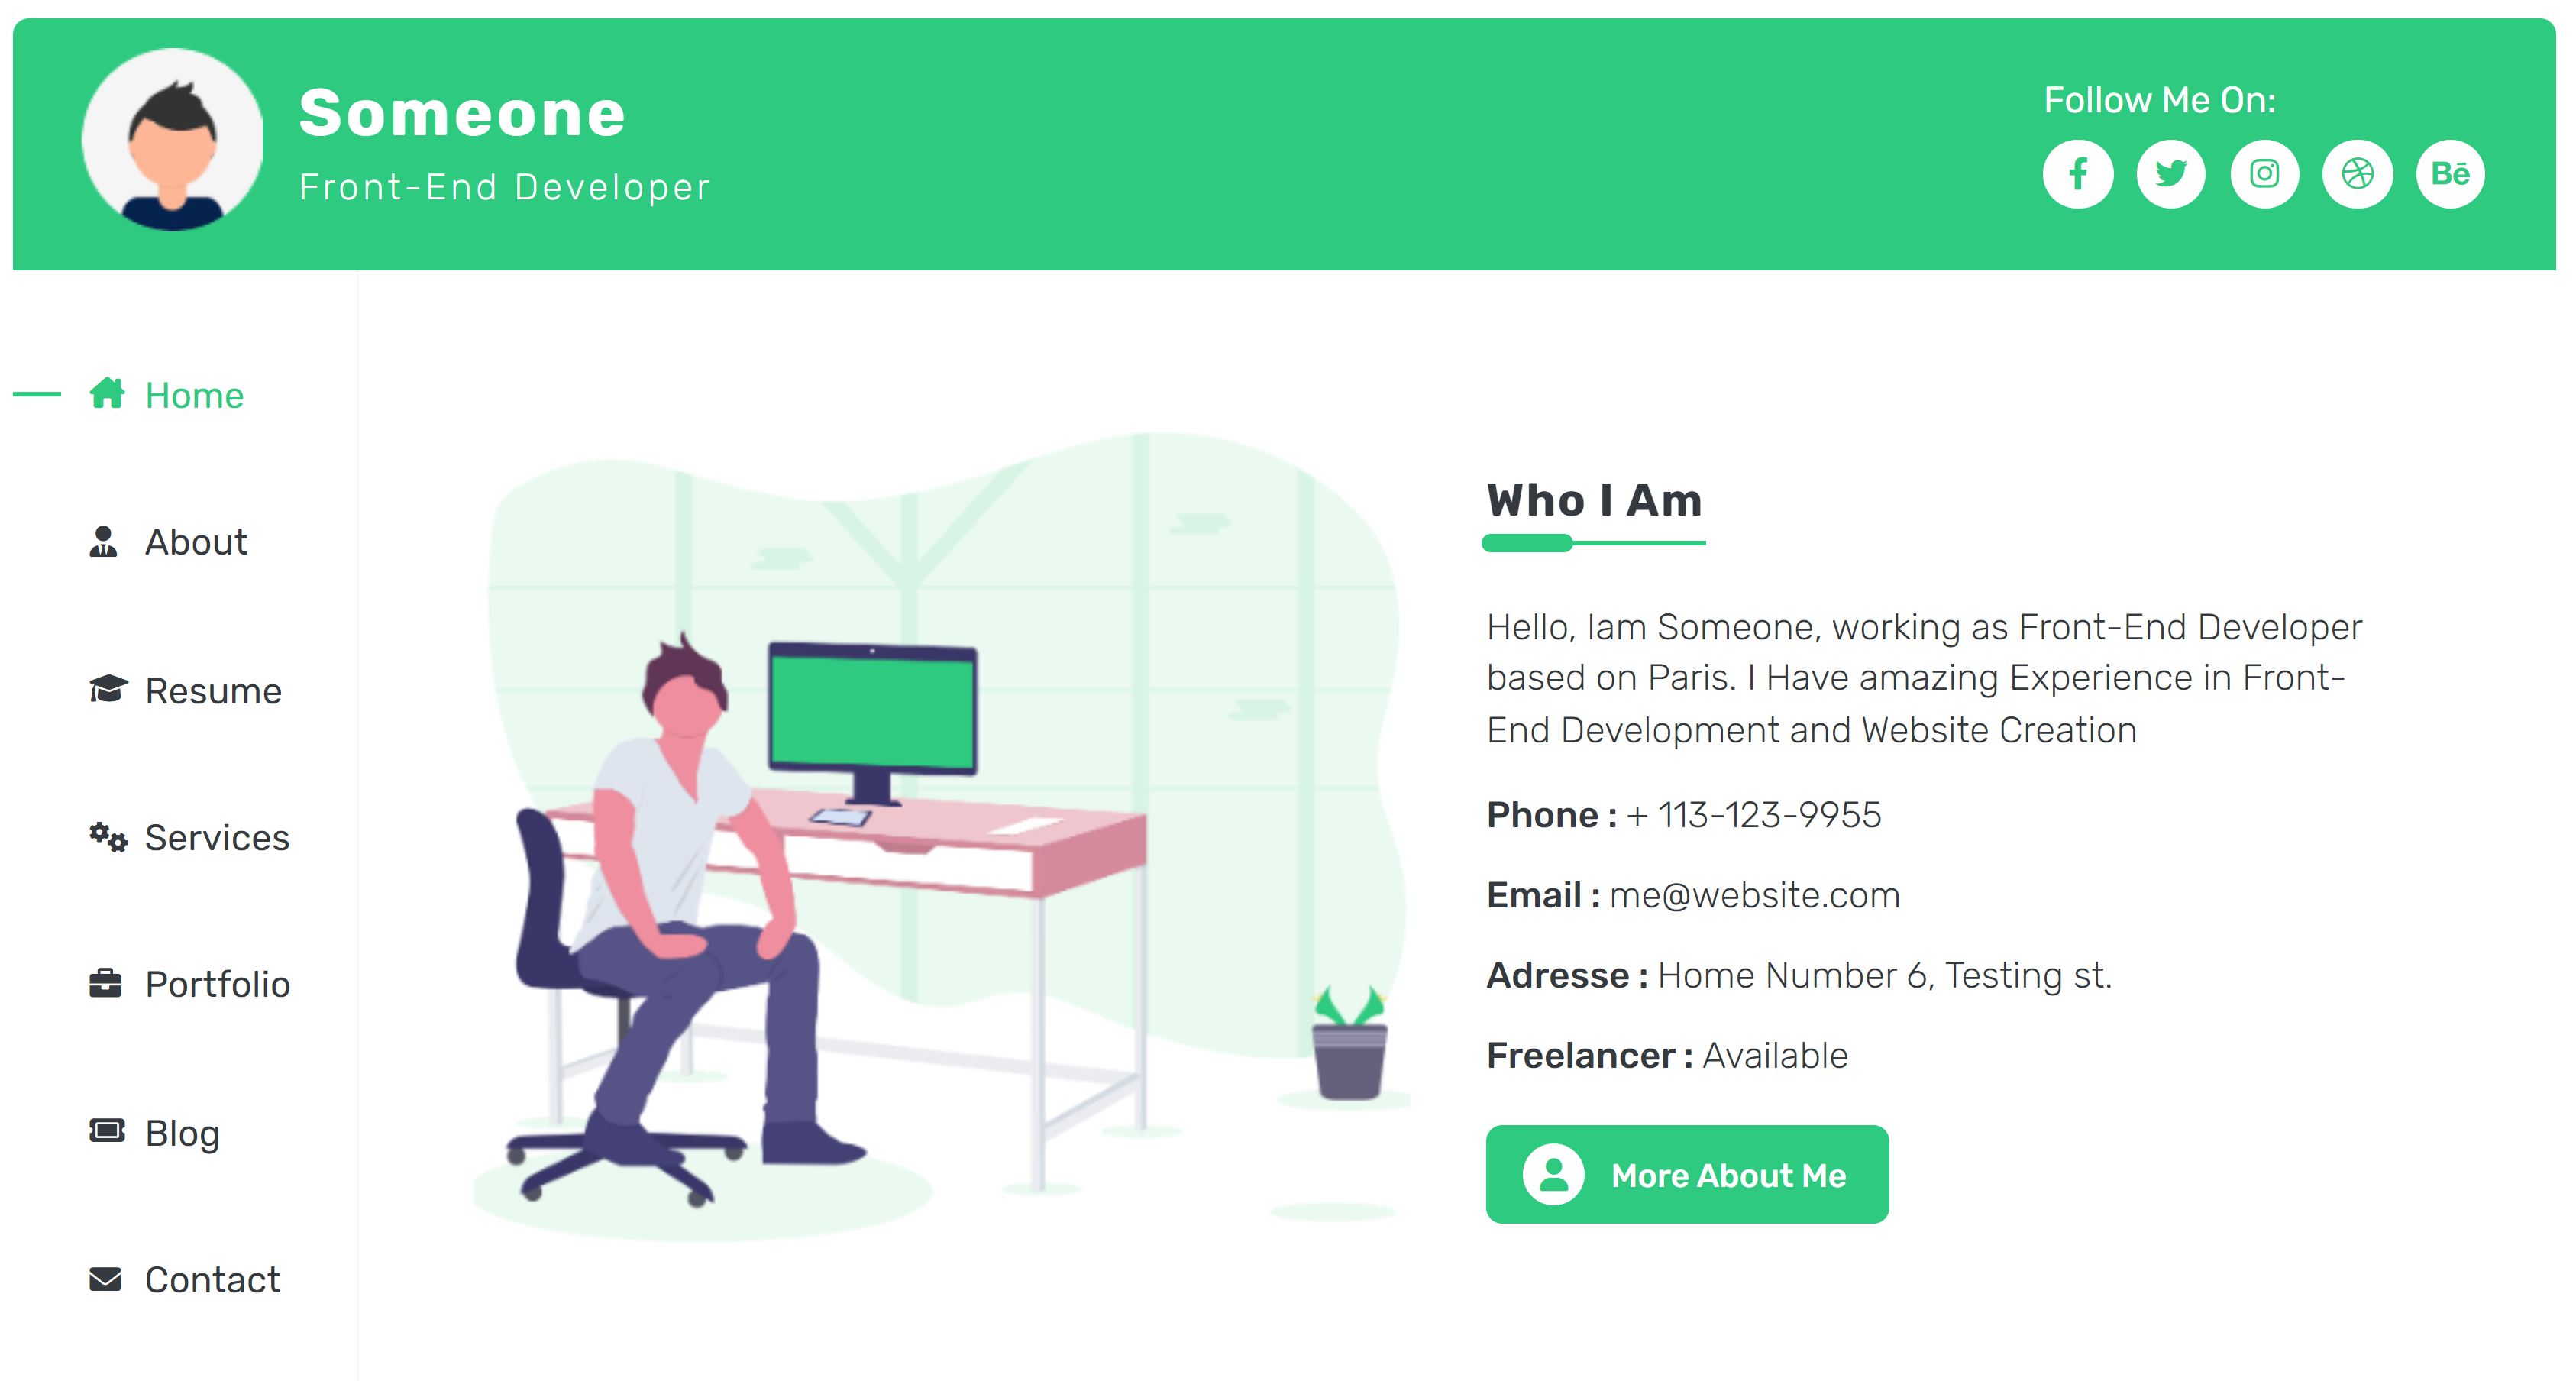 Someone
Front-End Developer
Follow Me On:
Bē
Home
About
Resume
Services
Portfolio
Blog
Contact
Who I Am
Hello, Iam Someone, working as Front-End Developer
based on Paris. I Have amazing Experience in Front-
End Development and Website Creation
Phone : + 113-123-9955
Email : me@website.com
Adresse : Home Number 6, Testing st.
Freelancer : Available
More About Me